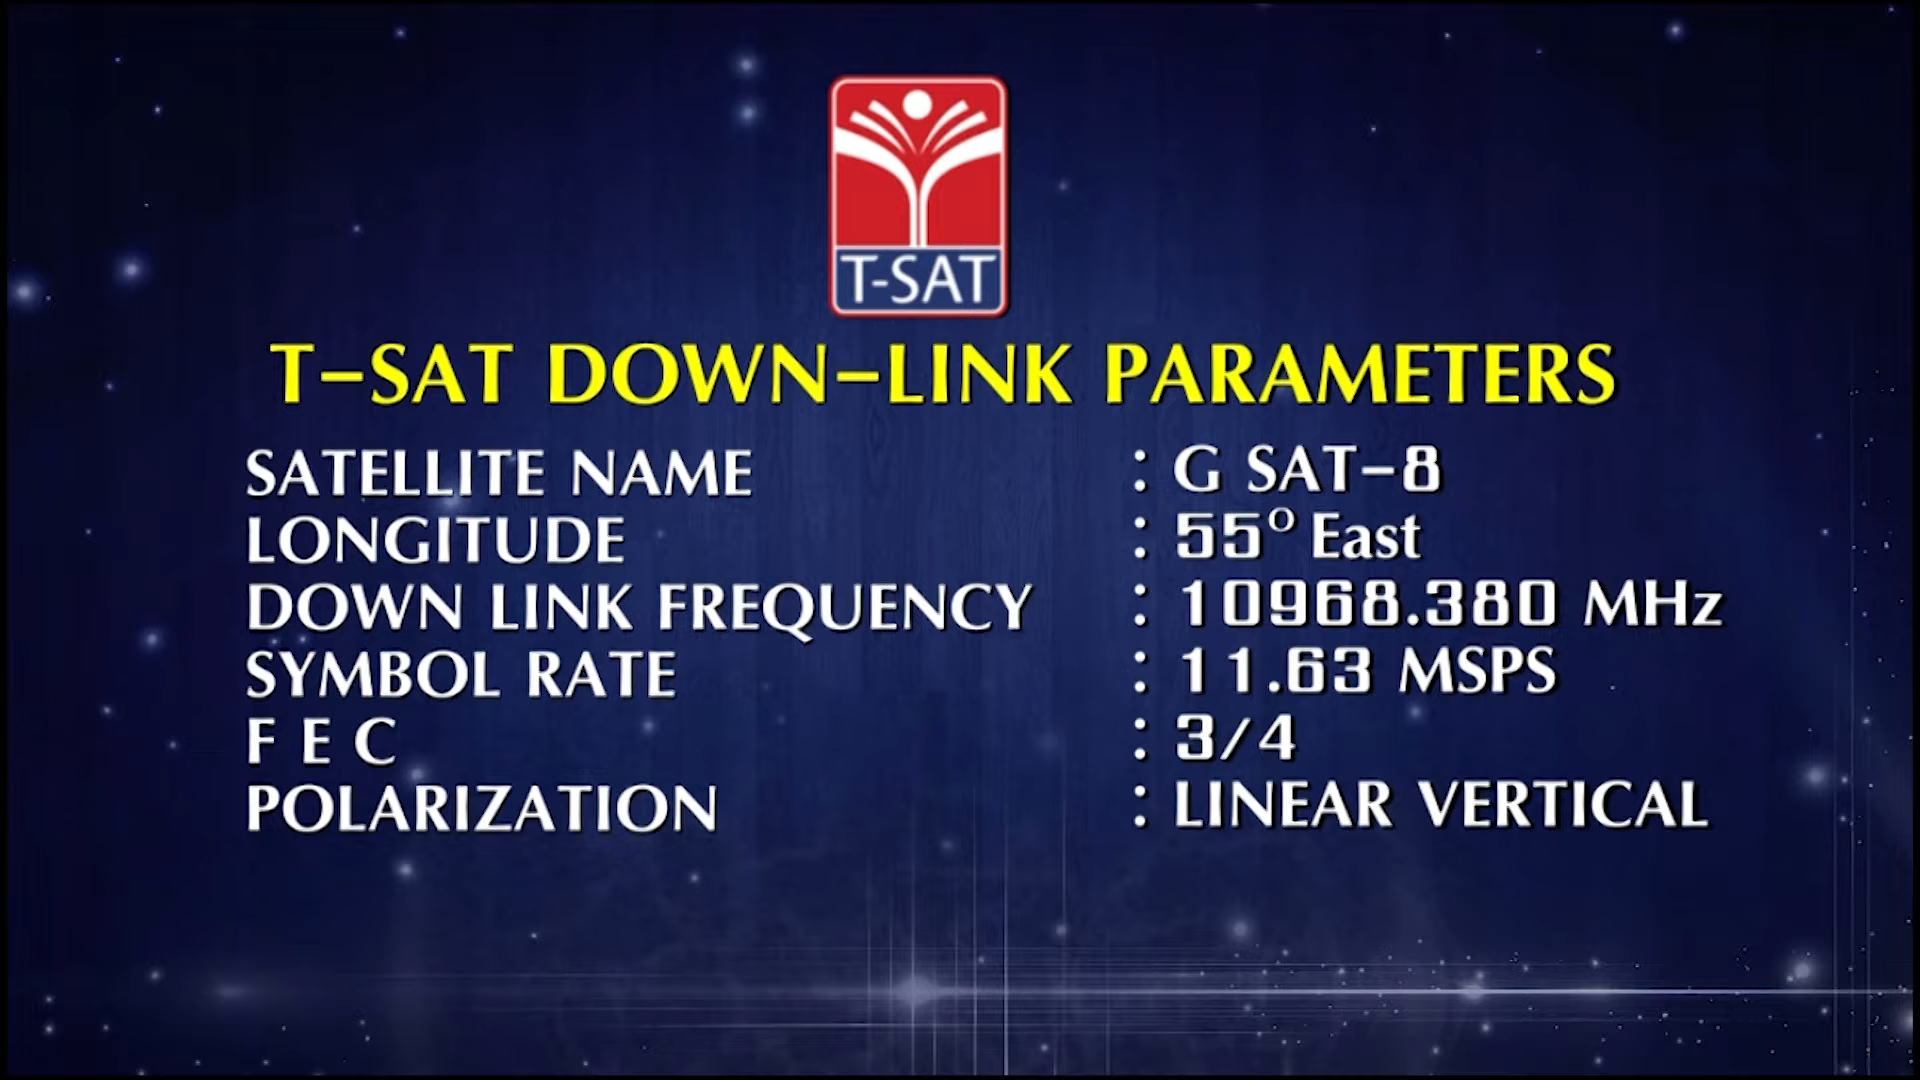 T-SAT
T-SAT DOWN-LINK PARAMETERS
SATELLITE NAME : G SAT-8
LONGITUDE : 55° East
DOWN LINK FREQUENCY : 10968.380 MHz
SYMBOL RATE : 11.63 MSPS
F E C : 3/4
POLARIZATION : LINEAR VERTICAL